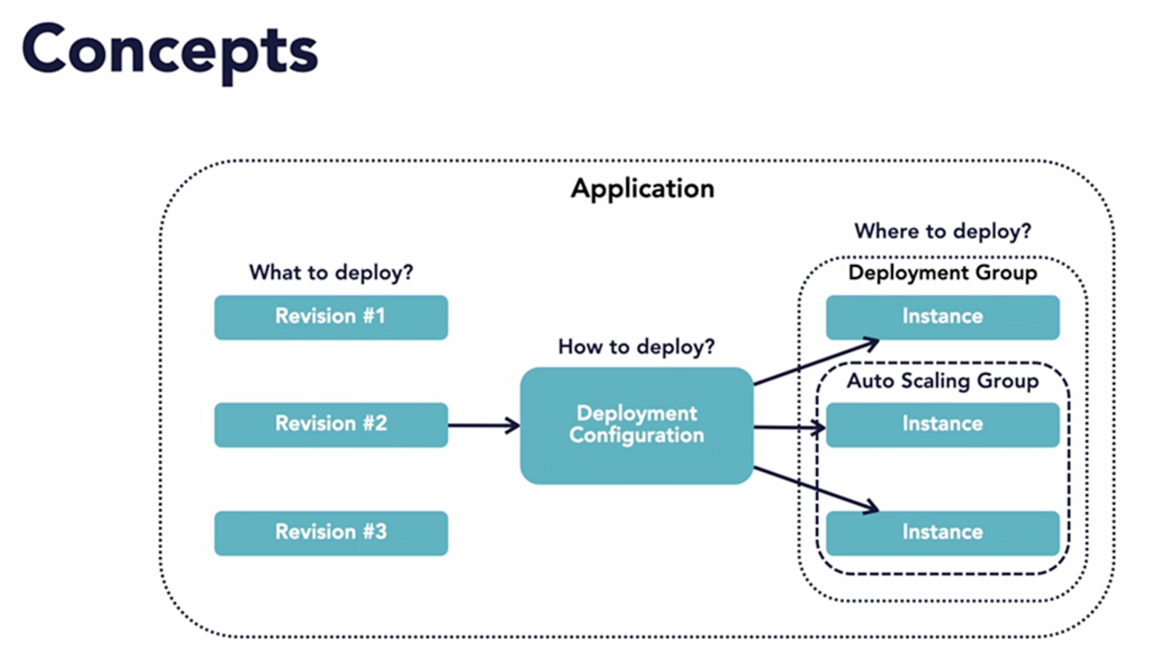 Concepts
Application
What to deploy?
Revision #1
Revision #2
Revision #3
How to deploy?
Deployment
Configuration
Where to deploy?
Deployment Group
Instance
Auto Scaling Group
Instance
Instance